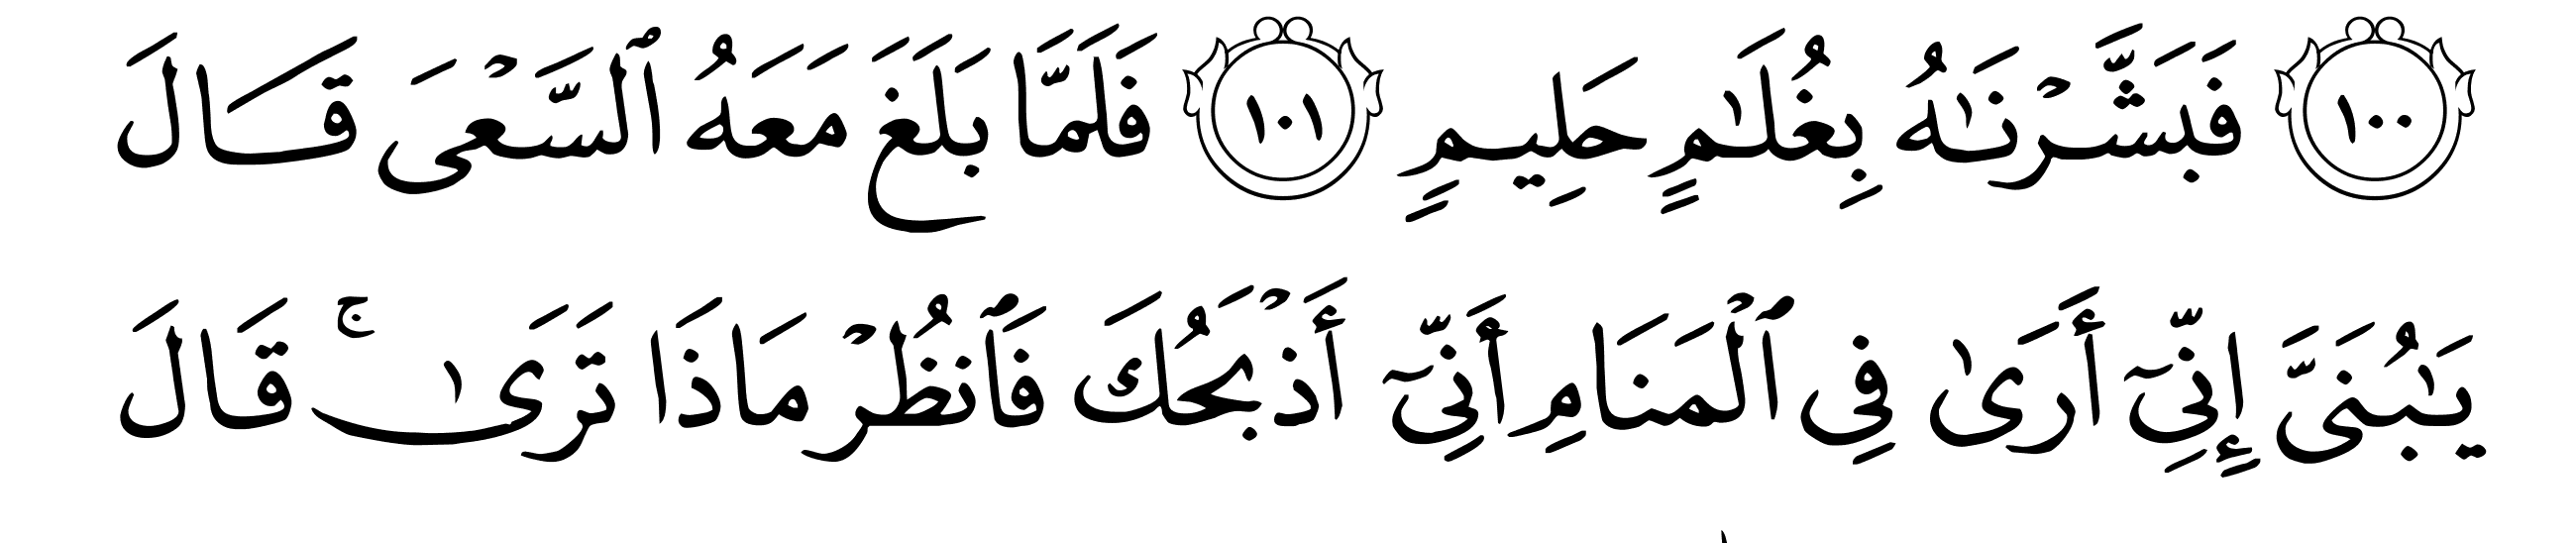 ١٠٠ فَبَشَّرْنَٰهُ بِغُلَٰمٍ حَلِيمٍ ١٠١ فَلَمَّا بَلَغَ مَعَهُ ٱلسَّعْىَ قَالَ
يَٰبُنَىَّ إِنِّىٓ أَرَىٰ فِى ٱلْمَنَامِ أَنِّىٓ أَذْبَحُكَ فَٱنظُرْ مَاذَا تَرَىٰ ۚ قَالَ